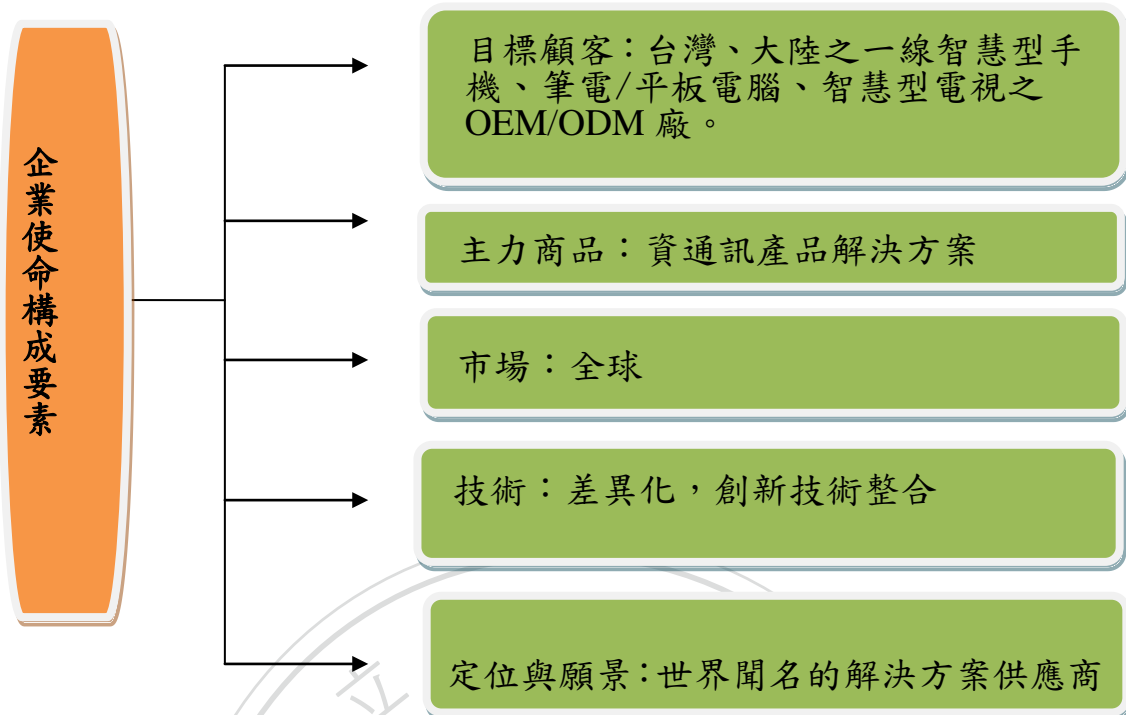 企業使命構成要素
目標顧客：台灣、大陸之一線智慧型手
機、筆電/平板電腦、智慧型電視之
OEM/ODM 廠。
主力商品：資通訊產品解決方案
市場：全球
技術：差異化，創新技術整合
定位與願景：世界聞名的解決方案供應商
立